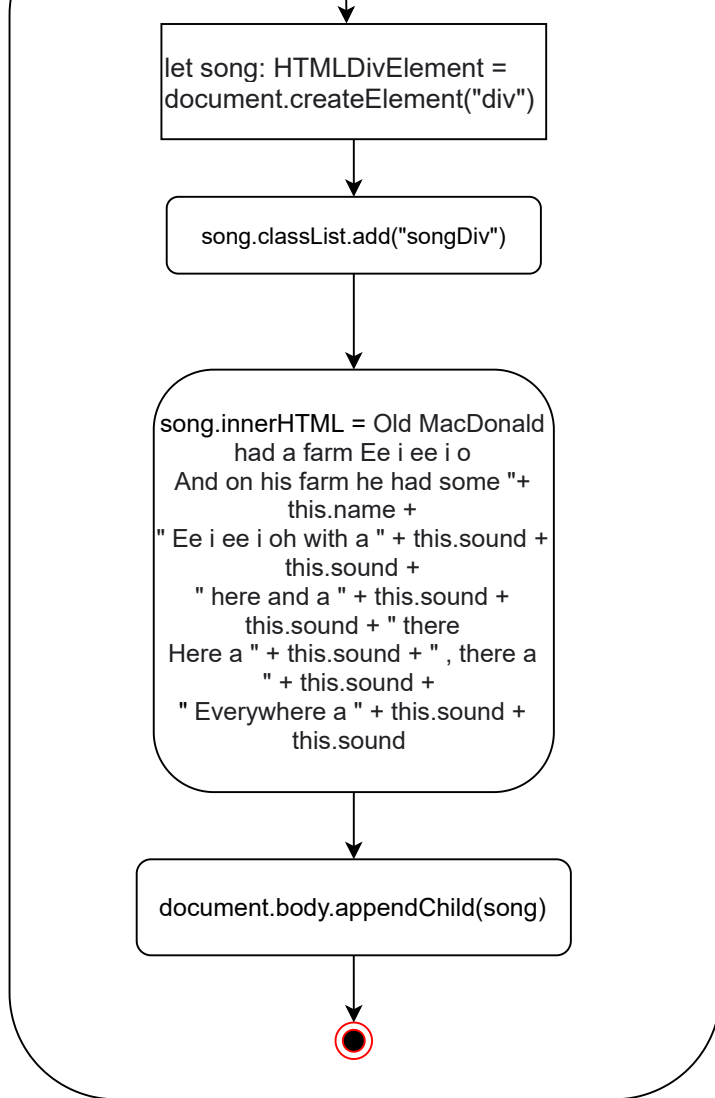 let song: HTMLDivElement =
document.createElement("div")
song.classList.add("songDiv")
song.innerHTML = Old MacDonald
had a farm Ee i ee i o
And on his farm he had some "+
this.name +
" Ee i ee i oh with a " + this.sound +
this.sound +
" here and a " + this.sound +
this.sound + " there
Here a " + this.sound + " , there a
" + this.sound +
" Everywhere a " + this.sound +
this.sound
document.body.appendChild(song)